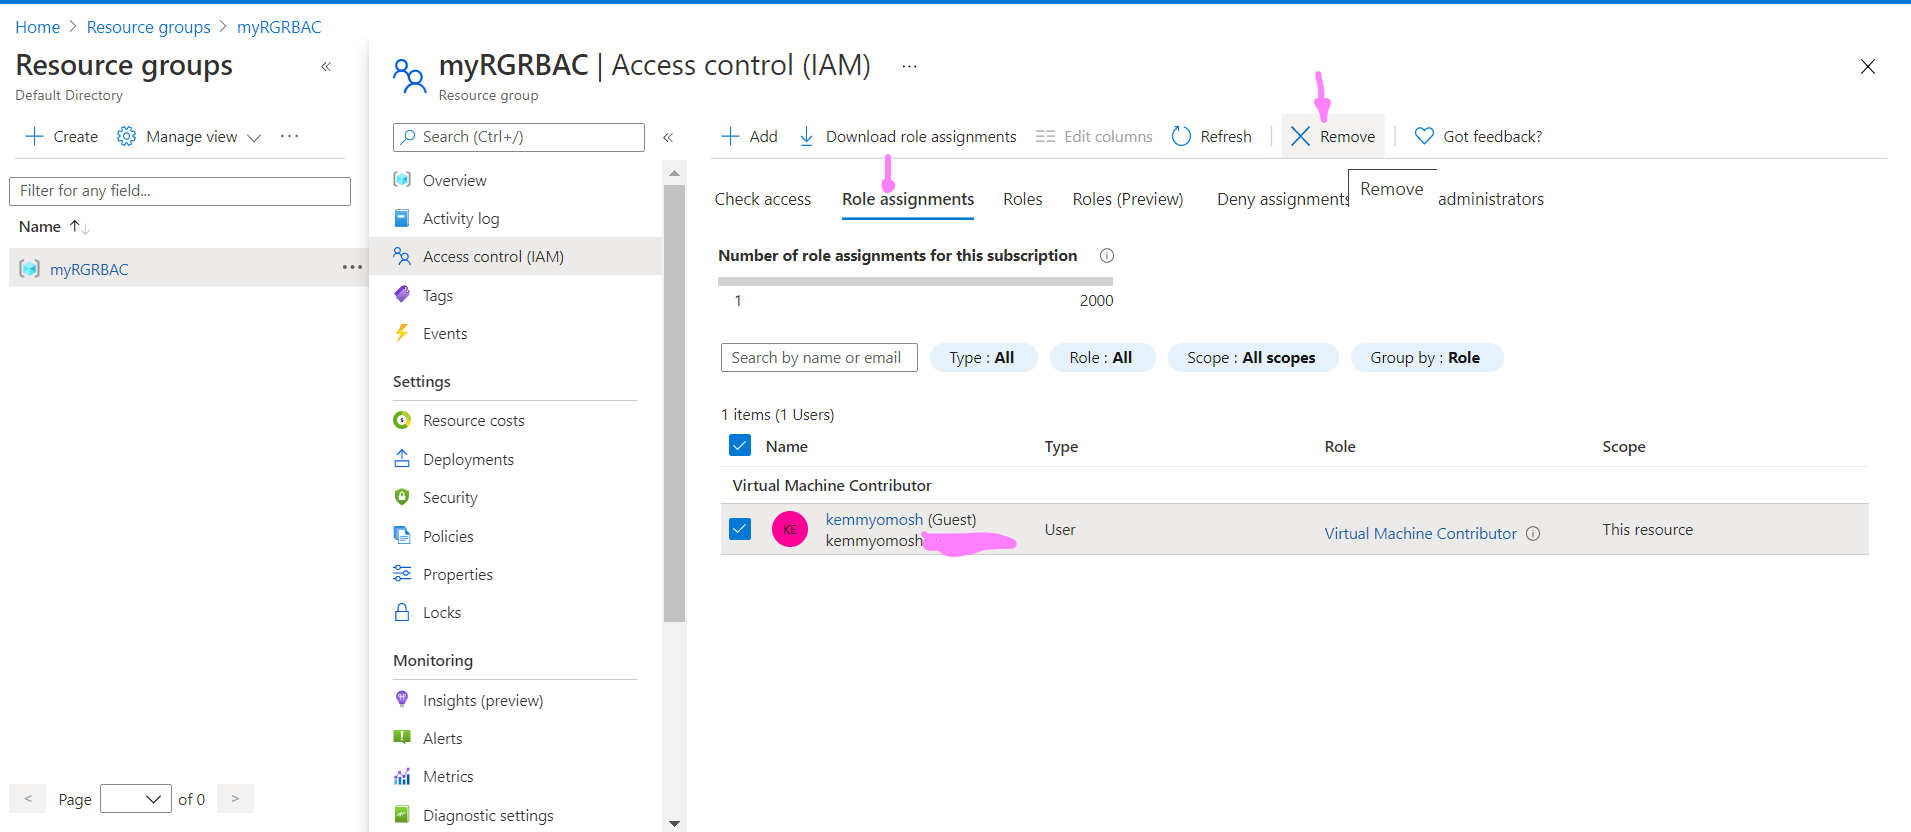 Home > Resource groups > myRGRBAC
Resource groups «
Default Directory
+ Create Manage view ...
Filter for any field...
Name ↑↓
myRGRBAC ...
< Page of 0 >
myRGRBAC | Access control (IAM) ...
Resource group
Search (Ctrl+/) «
Overview
Activity log
Access control (IAM)
Tags
Events
Settings
Resource costs
Deployments
Security
Policies
Properties
Locks
Monitoring
Insights (preview)
Alerts
Metrics
Diagnostic settings
+ Add Download role assignments Edit columns Refresh Remove Got feedback?
Check access Role assignments Roles Roles (Preview) Deny assignments administrators
Remove
Number of role assignments for this subscription
1 2000
Search by name or email Type : All Role : All Scope : All scopes Group by : Role
1 items (1 Users)
Name Type Role Scope
Virtual Machine Contributor
KE kemmyomosh (Guest) User Virtual Machine Contributor This resource
kemmyomosh